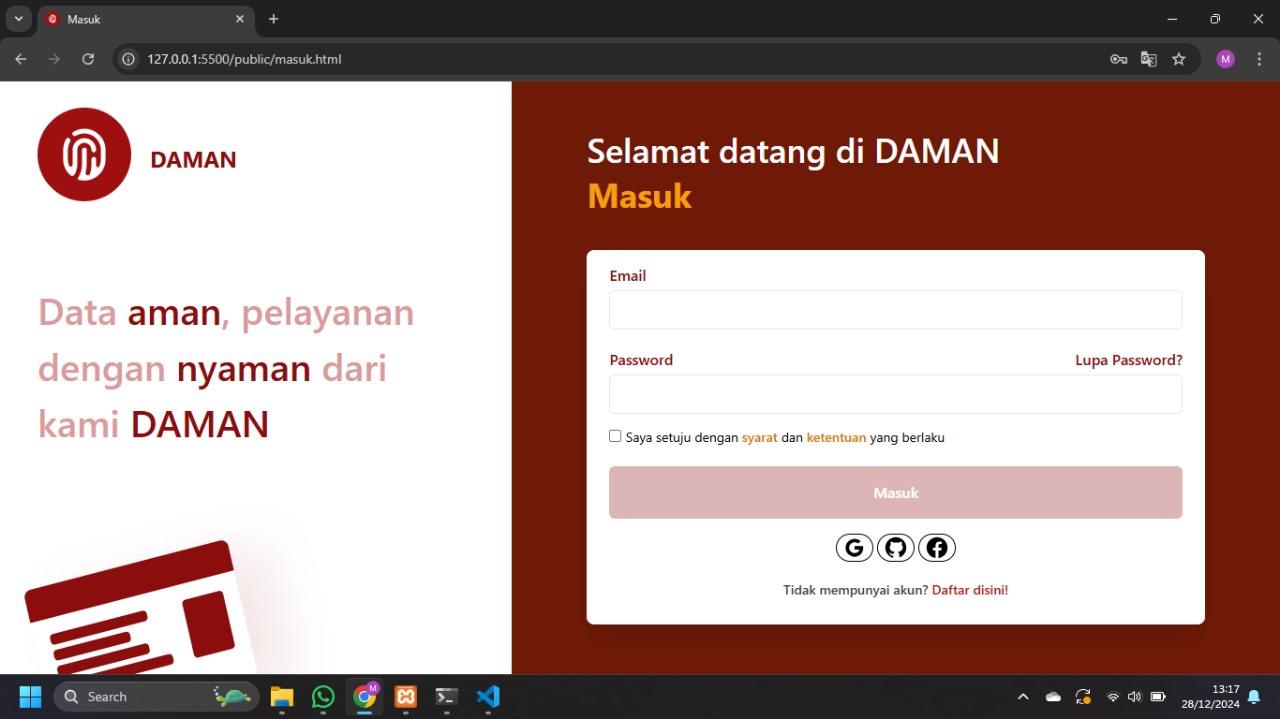 Masuk
127.0.0.1:5500/public/masuk.html
M
DAMAN
Data aman, pelayanan
dengan nyaman dari
kami DAMAN
Selamat datang di DAMAN
Masuk
Email
Password
Lupa Password?
Saya setuju dengan syarat dan ketentuan yang berlaku
Masuk
Tidak mempunyai akun? Daftar disini!
Search
M
13:17
28/12/2024